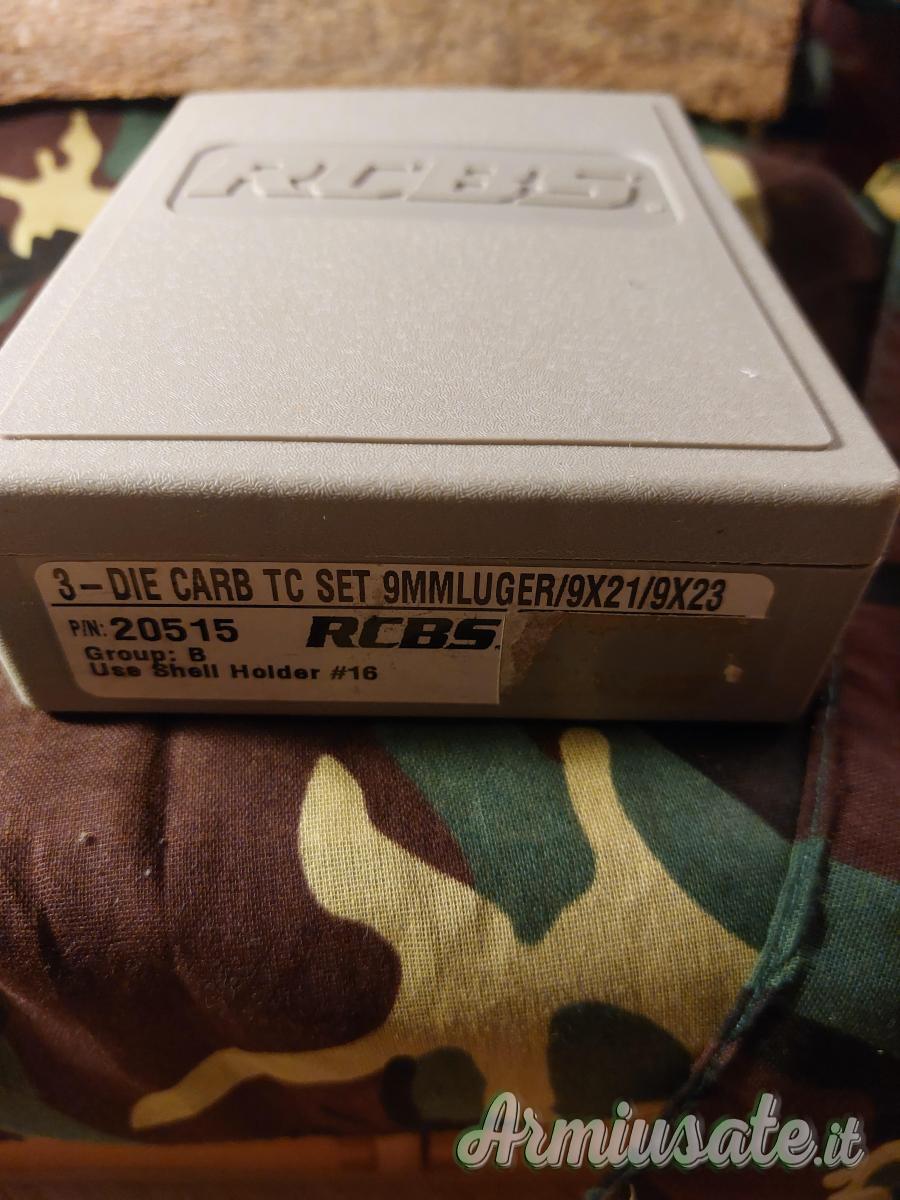 RCBS.
3-DIE CARB TC SET 9MMLUGER/9X21/9X23
P/N: 20515 RCBS.
Group: B
Use Shell Holder #16
Armiusate.it